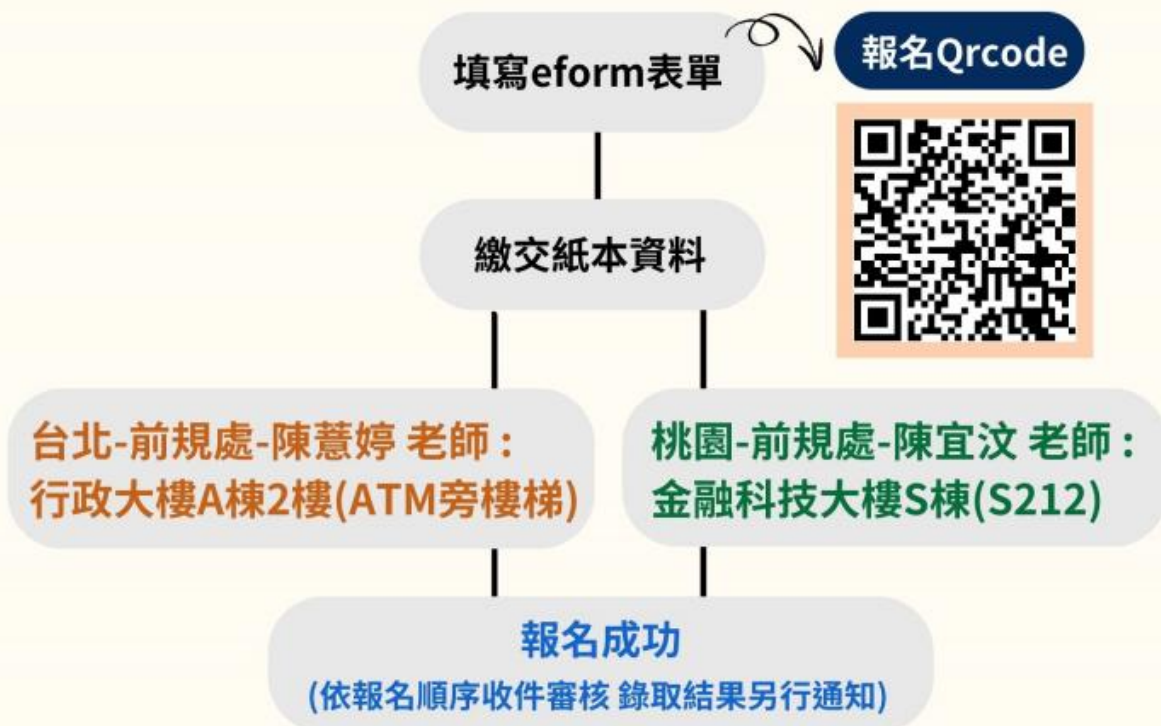 填寫eform表單
報名Qrcode
繳交紙本資料
台北-前規處-陳薏婷 老師：
行政大樓A棟2樓(ATM旁樓梯)
桃園-前規處-陳宜汶 老師：
金融科技大樓S棟(S212)
報名成功
(依報名順序收件審核 錄取結果另行通知)